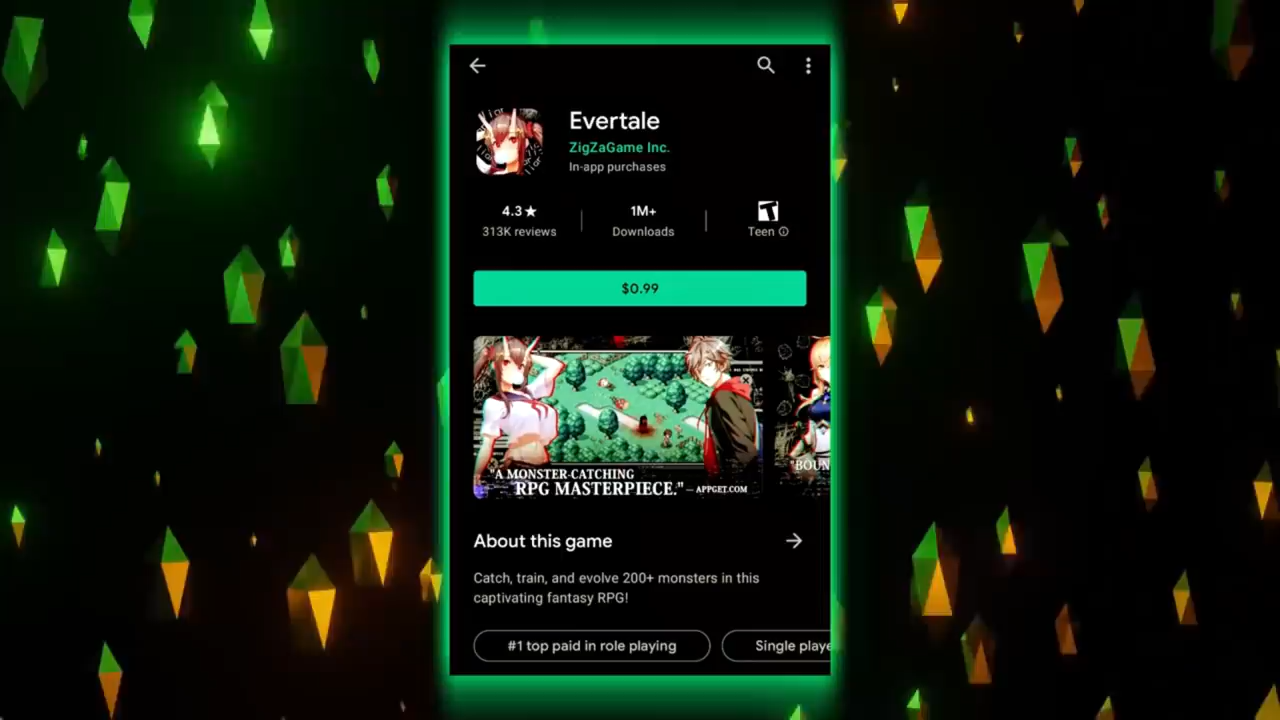 Evertale
ZigZaGame Inc.
In-app purchases
4.3★
313K reviews
1M+
Downloads
T
Teen
$0.99
"A MONSTER-CATCHING
RPG MASTERPIECE." — APPGET.COM
"BOUN
About this game
Catch, train, and evolve 200+ monsters in this
captivating fantasy RPG!
#1 top paid in role playing
Single playe